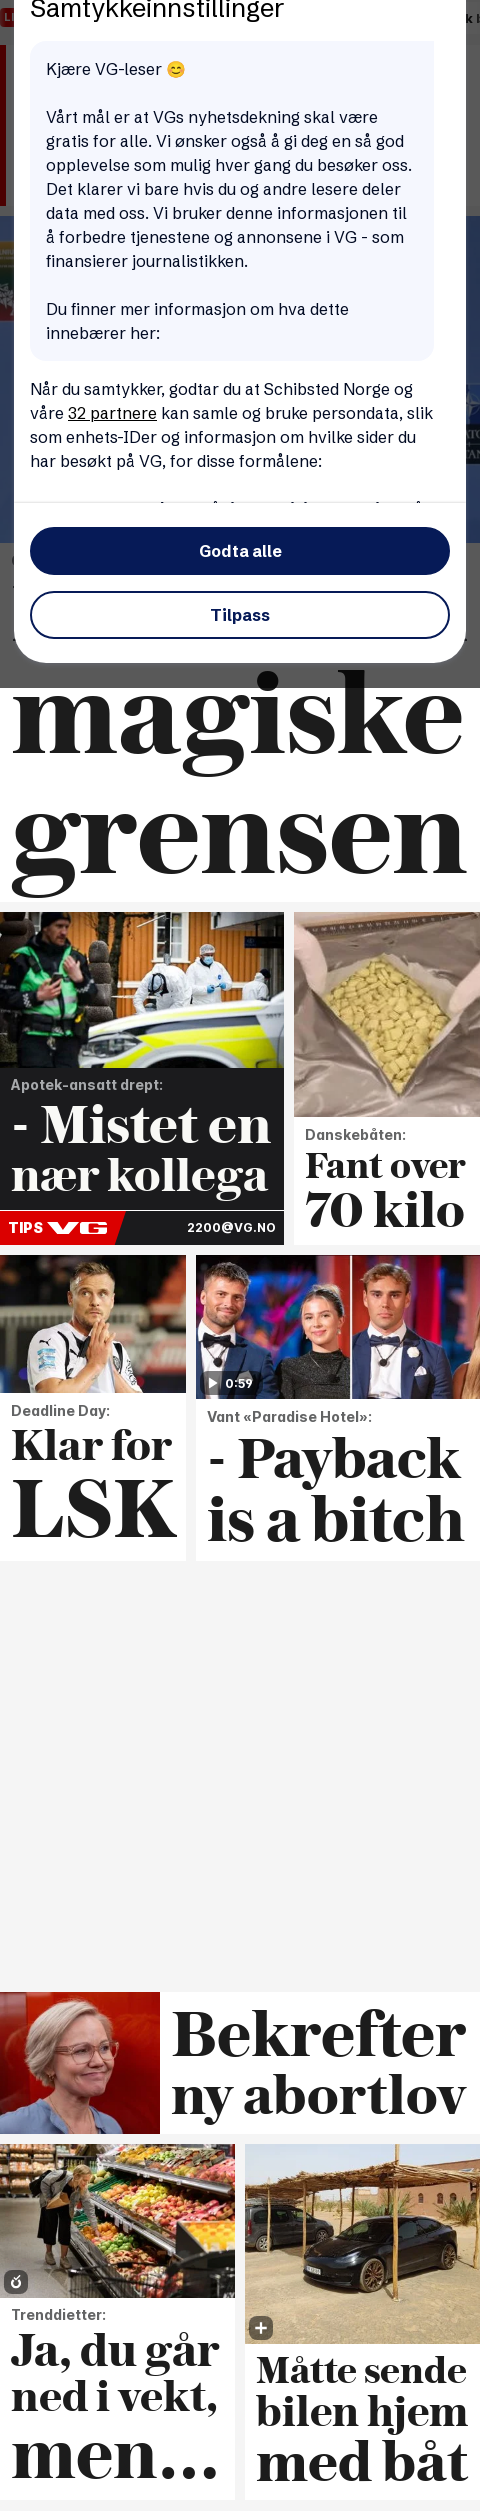 Samtykkeinnstillinger
Kjære VG-leser 😊
Vårt mål er at VGs nyhetsdekning skal være
gratis for alle. Vi ønsker også å gi deg en så god
opplevelse som mulig hver gang du besøker oss.
Det klarer vi bare hvis du og andre lesere deler
data med oss. Vi bruker denne informasjonen til
å forbedre tjenestene og annonsene i VG - som
finansierer journalistikken.
Du finner mer informasjon om hva dette
innebærer her:
Når du samtykker, godtar du at Schibsted Norge og
våre 32 partnere kan samle og bruke persondata, slik
som enhets-IDer og informasjon om hvilke sider du
har besøkt på VG, for disse formålene:
Godta alle
Tilpass
magiske
grensen
Apotek-ansatt drept:
- Mistet en
nær kollega
TIPS VG 2200@VG.NO
Danskebåten:
Fant over
70 kilo
Deadline Day:
Klar for
LSK
0:59
Vant «Paradise Hotel»:
- Payback
is a bitch
Bekrefter
ny abortlov
Trenddietter:
Ja, du går
ned i vekt,
men...
Måtte sende
bilen hjem
med båt